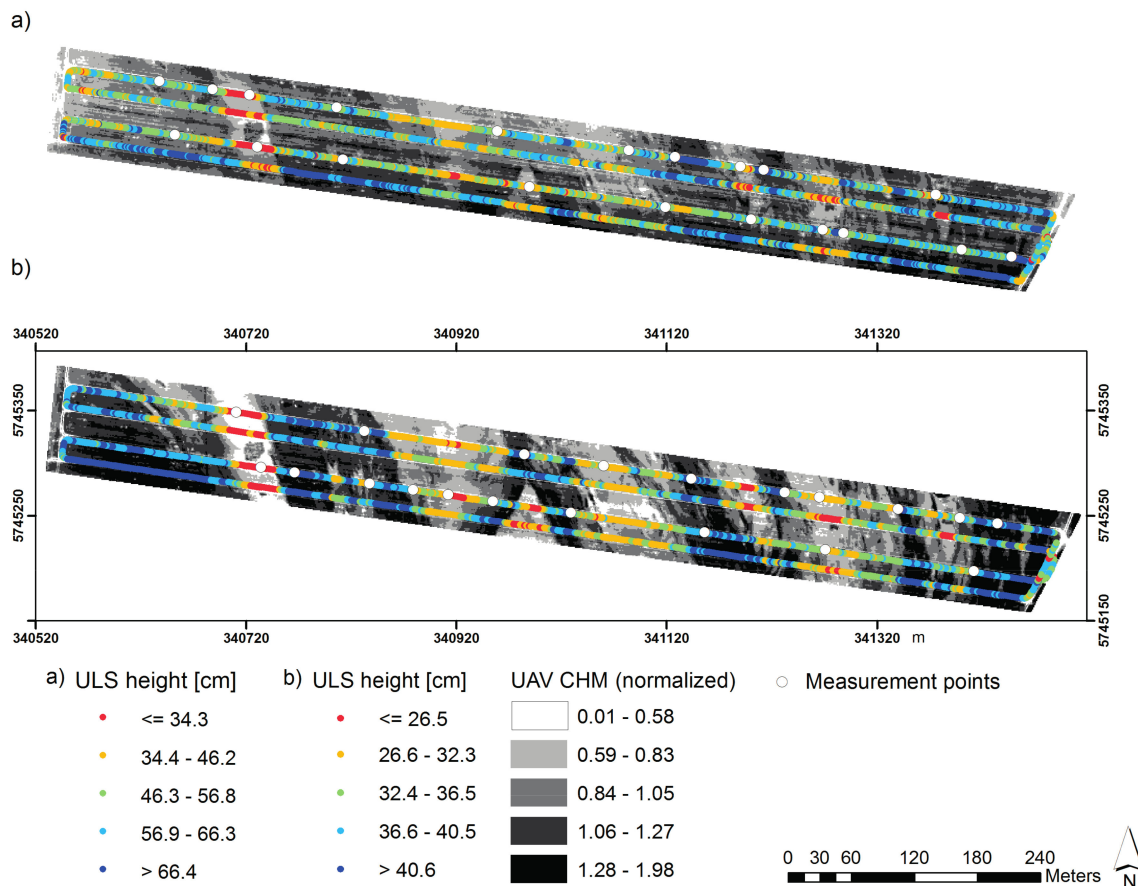 a)
b)
340520 340720 340920 341120 341320
5745350 5745350
5745250 5745250
5745150 5745150
340520 340720 340920 341120 341320 m
a) ULS height [cm] b) ULS height [cm] UAV CHM (normalized) Measurement points
<= 34.3 <= 26.5 0.01 - 0.58
34.4 - 46.2 26.6 - 32.3 0.59 - 0.83
46.3 - 56.8 32.4 - 36.5 0.84 - 1.05
56.9 - 66.3 36.6 - 40.5 1.06 - 1.27
> 66.4 > 40.6 1.28 - 1.98
0 30 60 120 180 240
Meters
N